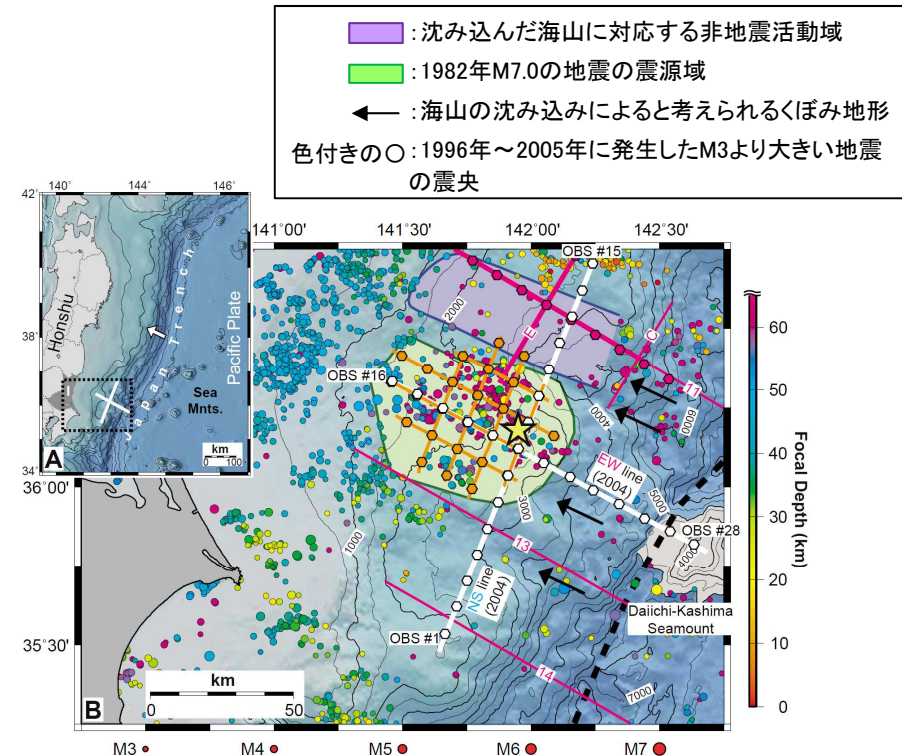 :沈み込んだ海山に対応する非地震活動域
:1982年M7.0の地震の震源域
:海山の沈み込みによると考えられるくぼみ地形
色付きの○:1996年～2005年に発生したM3より大きい地震
の震央
140° 144° 146°
42°
38°
34°
Honshu
Japan Trench
Pacific Plate
Sea
Mnts.
km
0 100
A
141°00' 141°30' 142°00' 142°30'
36°00'
35°30'
OBS #15
OBS #16
OBS #28
OBS #1
E
C
11
13
14
2000
4000
6000
3000
5000
1000
4000
7000
EW line
(2004)
NS line
(2004)
Daiichi-Kashima
Seamount
km
0 50
B
60
50
40
30
20
10
0
Focal Depth (km)
M3 M4 M5 M6 M7